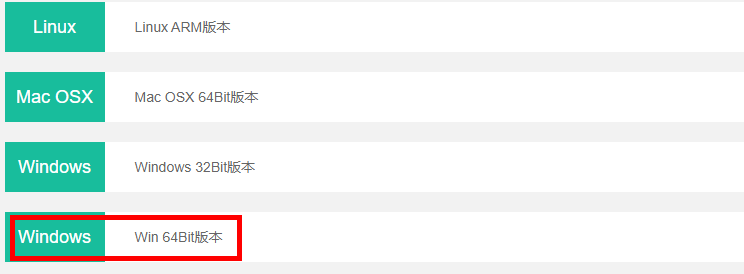 Linux Linux ARM版本
Mac OSX Mac OSX 64Bit版本
Windows Windows 32Bit版本
Windows Win 64Bit版本